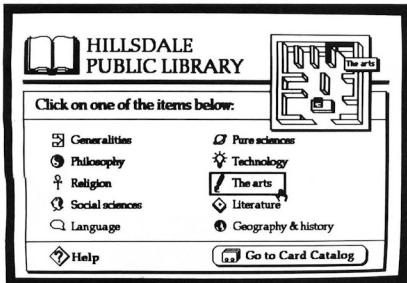 HILLSDALE
PUBLIC LIBRARY
The arts
Click on one of the items below:
Generalities
Philosophy
Religion
Social sciences
Language
Pure sciences
Technology
The arts
Literature
Geography & history
Help
Go to Card Catalog